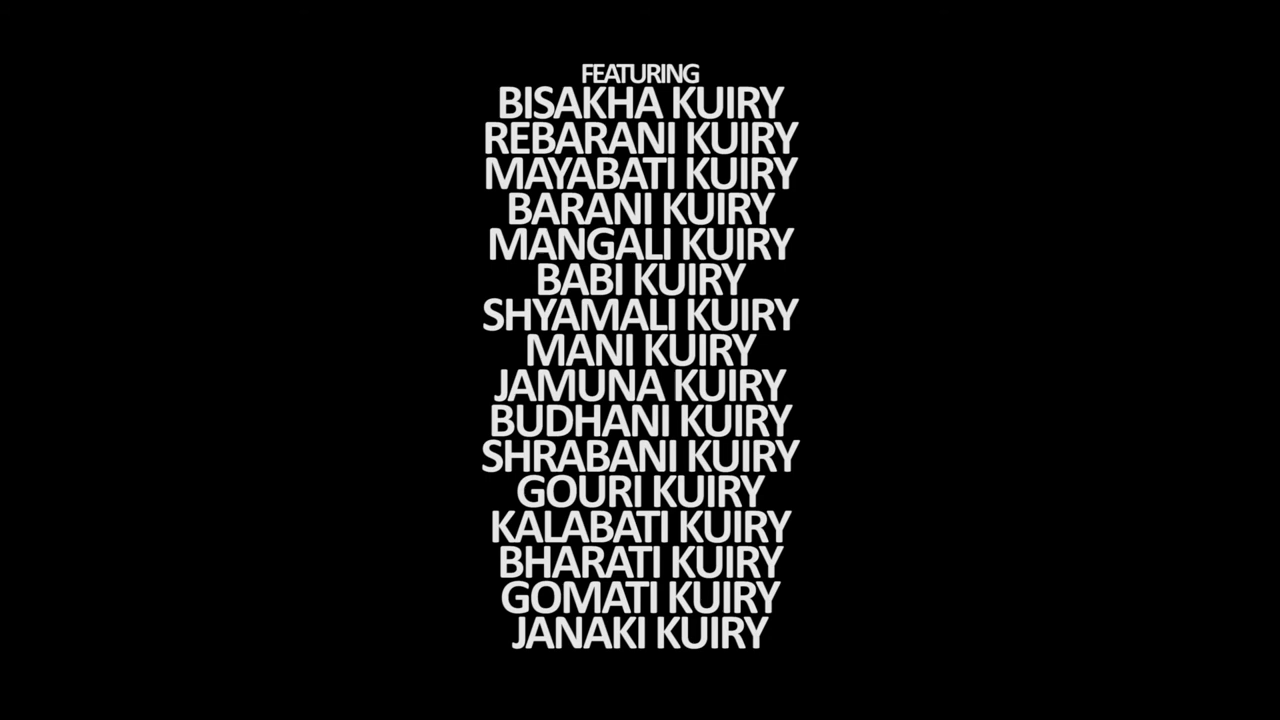 FEATURING
BISAKHA KUIRY
REBARANI KUIRY
MAYABATI KUIRY
BARANI KUIRY
MANGALI KUIRY
BABI KUIRY
SHYAMALI KUIRY
MANI KUIRY
JAMUNA KUIRY
BUDHANI KUIRY
SHRABANI KUIRY
GOURI KUIRY
KALABATI KUIRY
BHARATI KUIRY
GOMATI KUIRY
JANAKI KUIRY